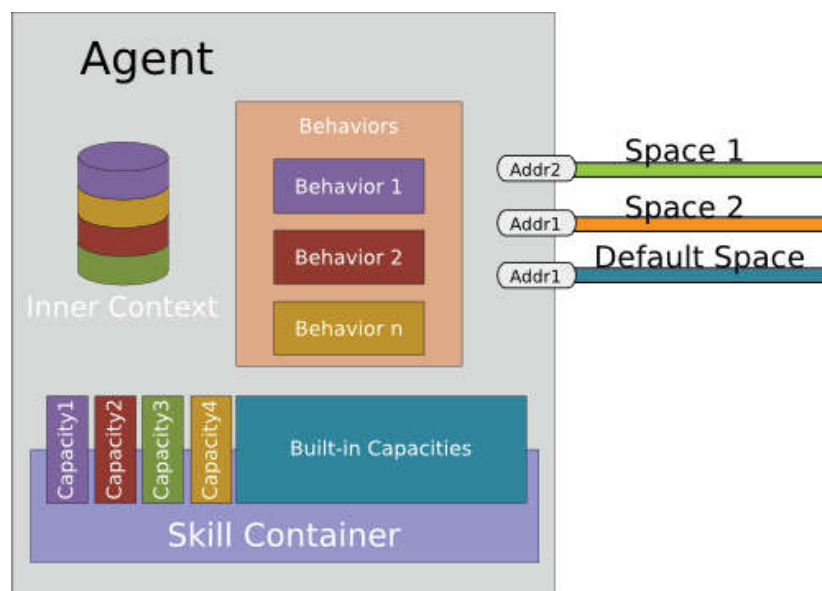 Agent
Behaviors
Behavior 1
Behavior 2
Behavior n
Inner Context
Addr2
Space 1
Addr1
Space 2
Addr1
Default Space
Capacity1
Capacity2
Capacity3
Capacity4
Built-in Capacities
Skill Container